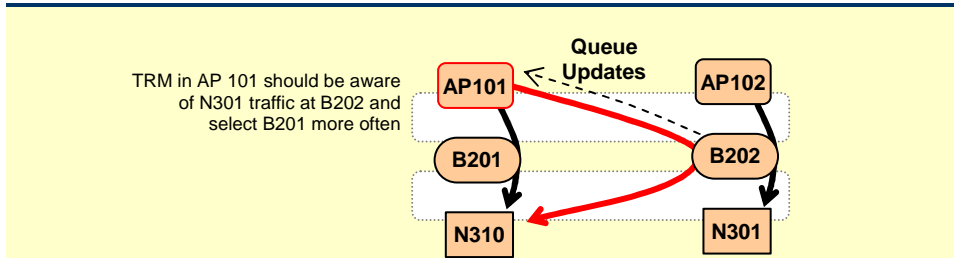 Queue
Updates
TRM in AP 101 should be aware
of N301 traffic at B202 and
select B201 more often
AP101
AP102
B201
B202
N310
N301